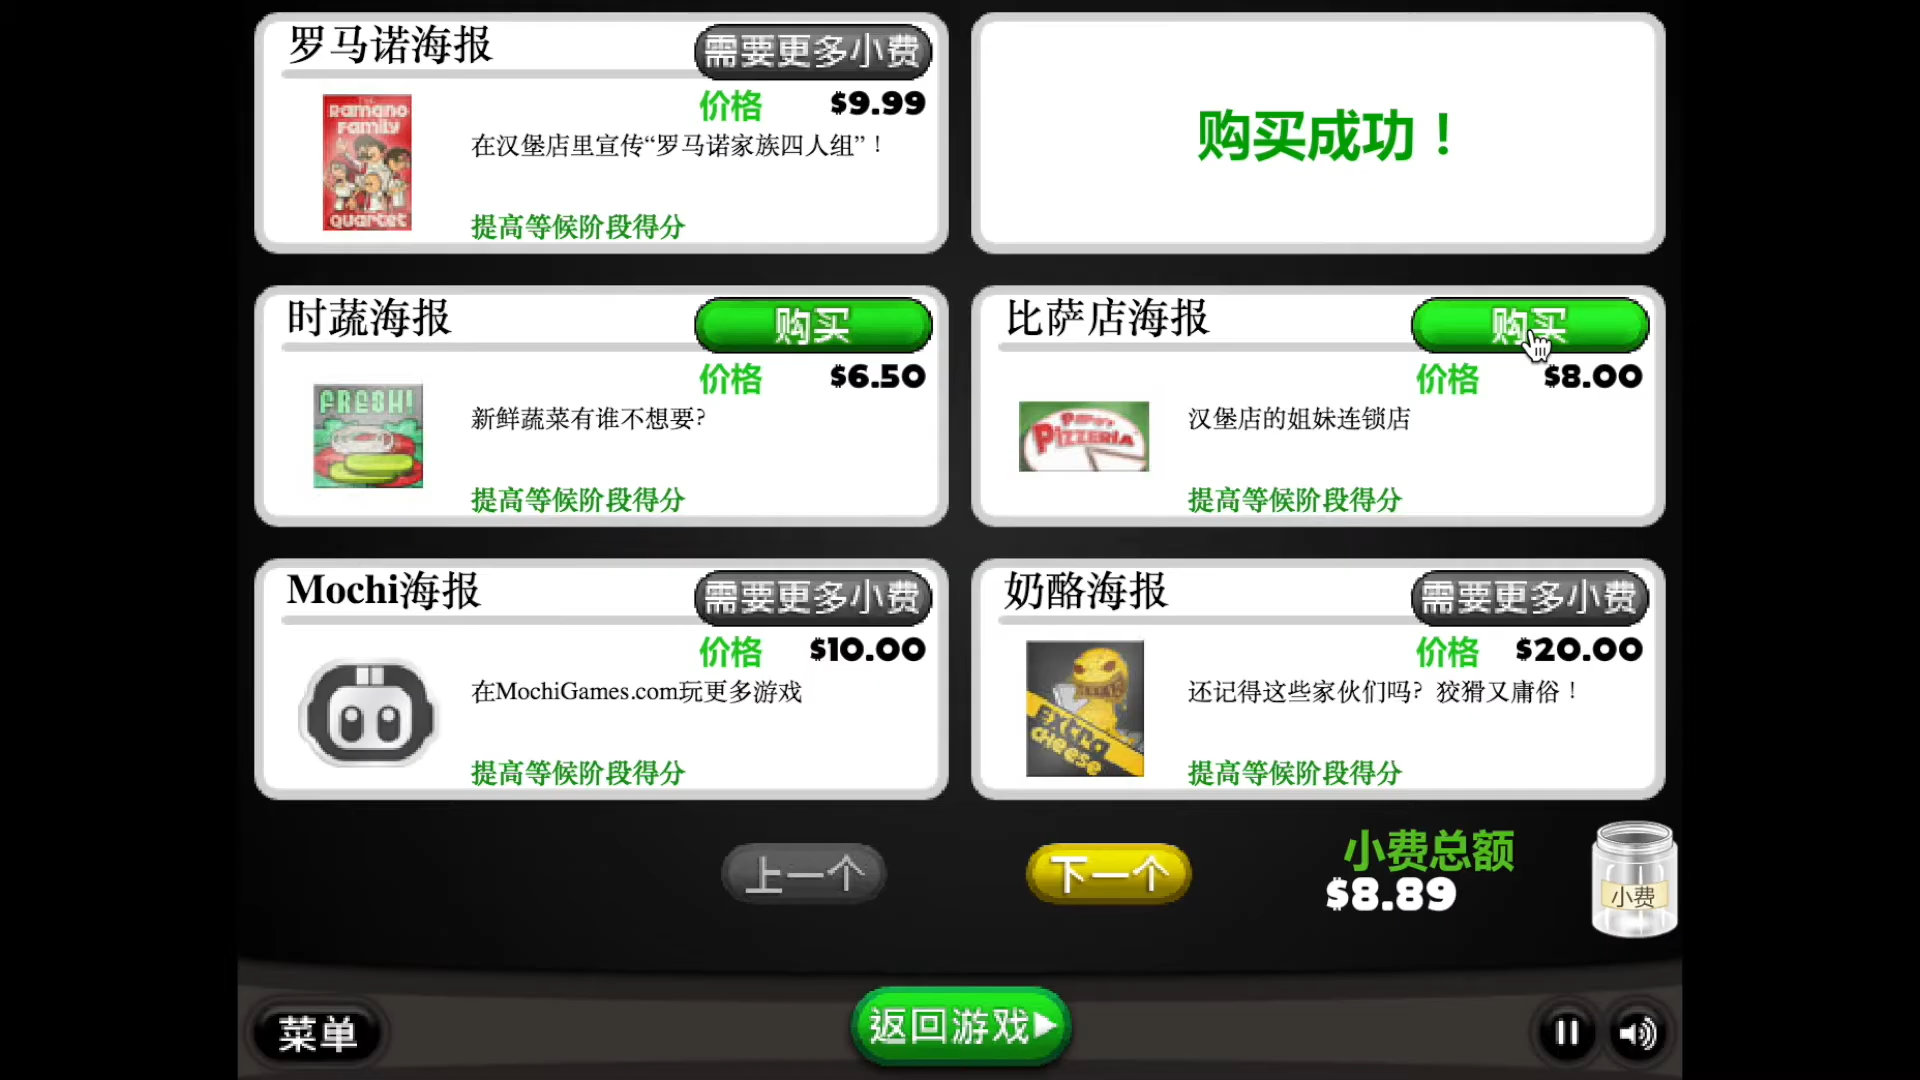 罗马诺海报
需要更多小费
价格 $9.99
Ramano
Family
Quartet
在汉堡店里宣传“罗马诺家族四人组”！
提高等候阶段得分
购买成功！
时蔬海报
购买
价格 $6.50
FRESH!
新鲜蔬菜有谁不想要?
提高等候阶段得分
比萨店海报
购买
价格 $8.00
Papa's
Pizzeria
汉堡店的姐妹连锁店
提高等候阶段得分
Mochi海报
需要更多小费
价格 $10.00
在MochiGames.com玩更多游戏
提高等候阶段得分
奶酪海报
需要更多小费
价格 $20.00
extra
cheese
还记得这些家伙们吗? 狡猾又庸俗！
提高等候阶段得分
上一个
下一个
小费总额
$8.89
小费
菜单
返回游戏